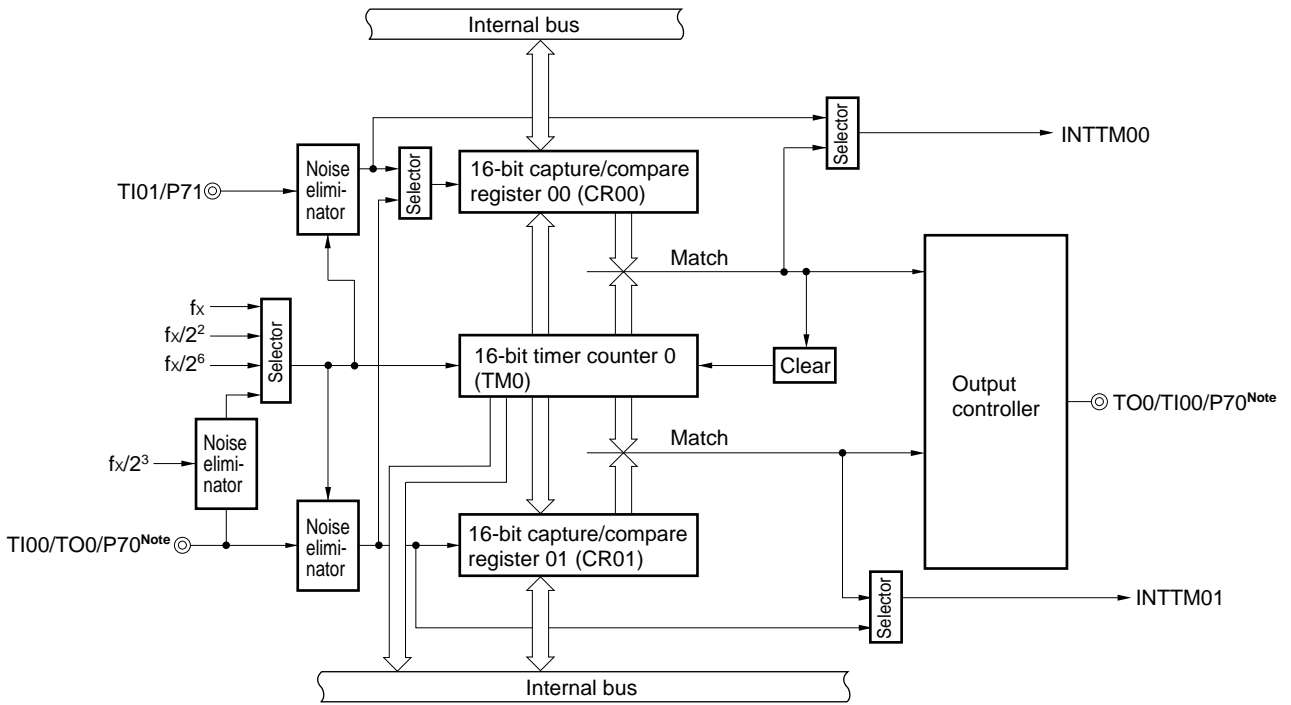 Internal bus
Selector
INTTM00
Noise
elimi-
nator
Selector
16-bit capture/compare
register 00 (CR00)
TI01/P71
Match
fX
fX/2²
fX/2⁶
Selector
16-bit timer counter 0
(TM0)
Clear
Output
controller
TO0/TI00/P70Note
Noise
elimi-
nator
fX/2³
Match
Noise
elimi-
nator
16-bit capture/compare
register 01 (CR01)
TI00/TO0/P70Note
Selector
INTTM01
Internal bus